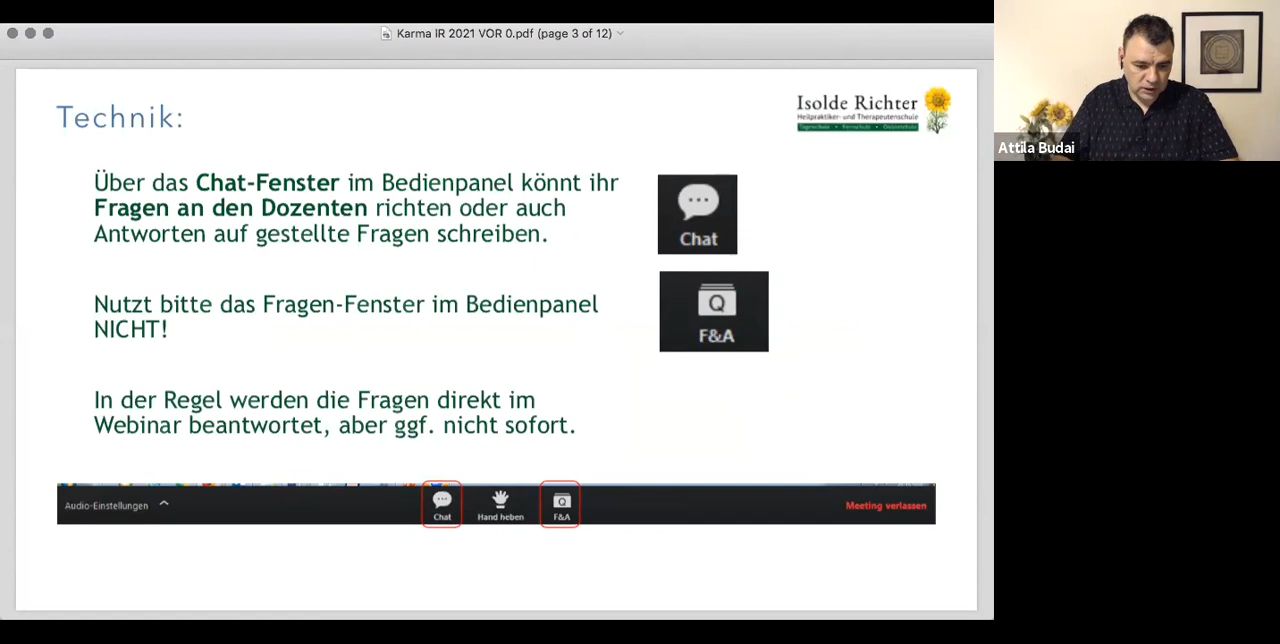 Karma IR 2021 VOR 0.pdf (page 3 of 12)
Technik:
Isolde Richter
Heilpraktiker- und Therapeutenschule
Über das Chat-Fenster im Bedienpanel könnt ihr
Fragen an den Dozenten richten oder auch
Antworten auf gestellte Fragen schreiben.
Chat
Nutzt bitte das Fragen-Fenster im Bedienpanel
NICHT!
Q
F&A
In der Regel werden die Fragen direkt im
Webinar beantwortet, aber ggf. nicht sofort.
Audio-Einstellungen
Chat
Hand heben
Q
F&A
Meeting verlassen
Attila Budai